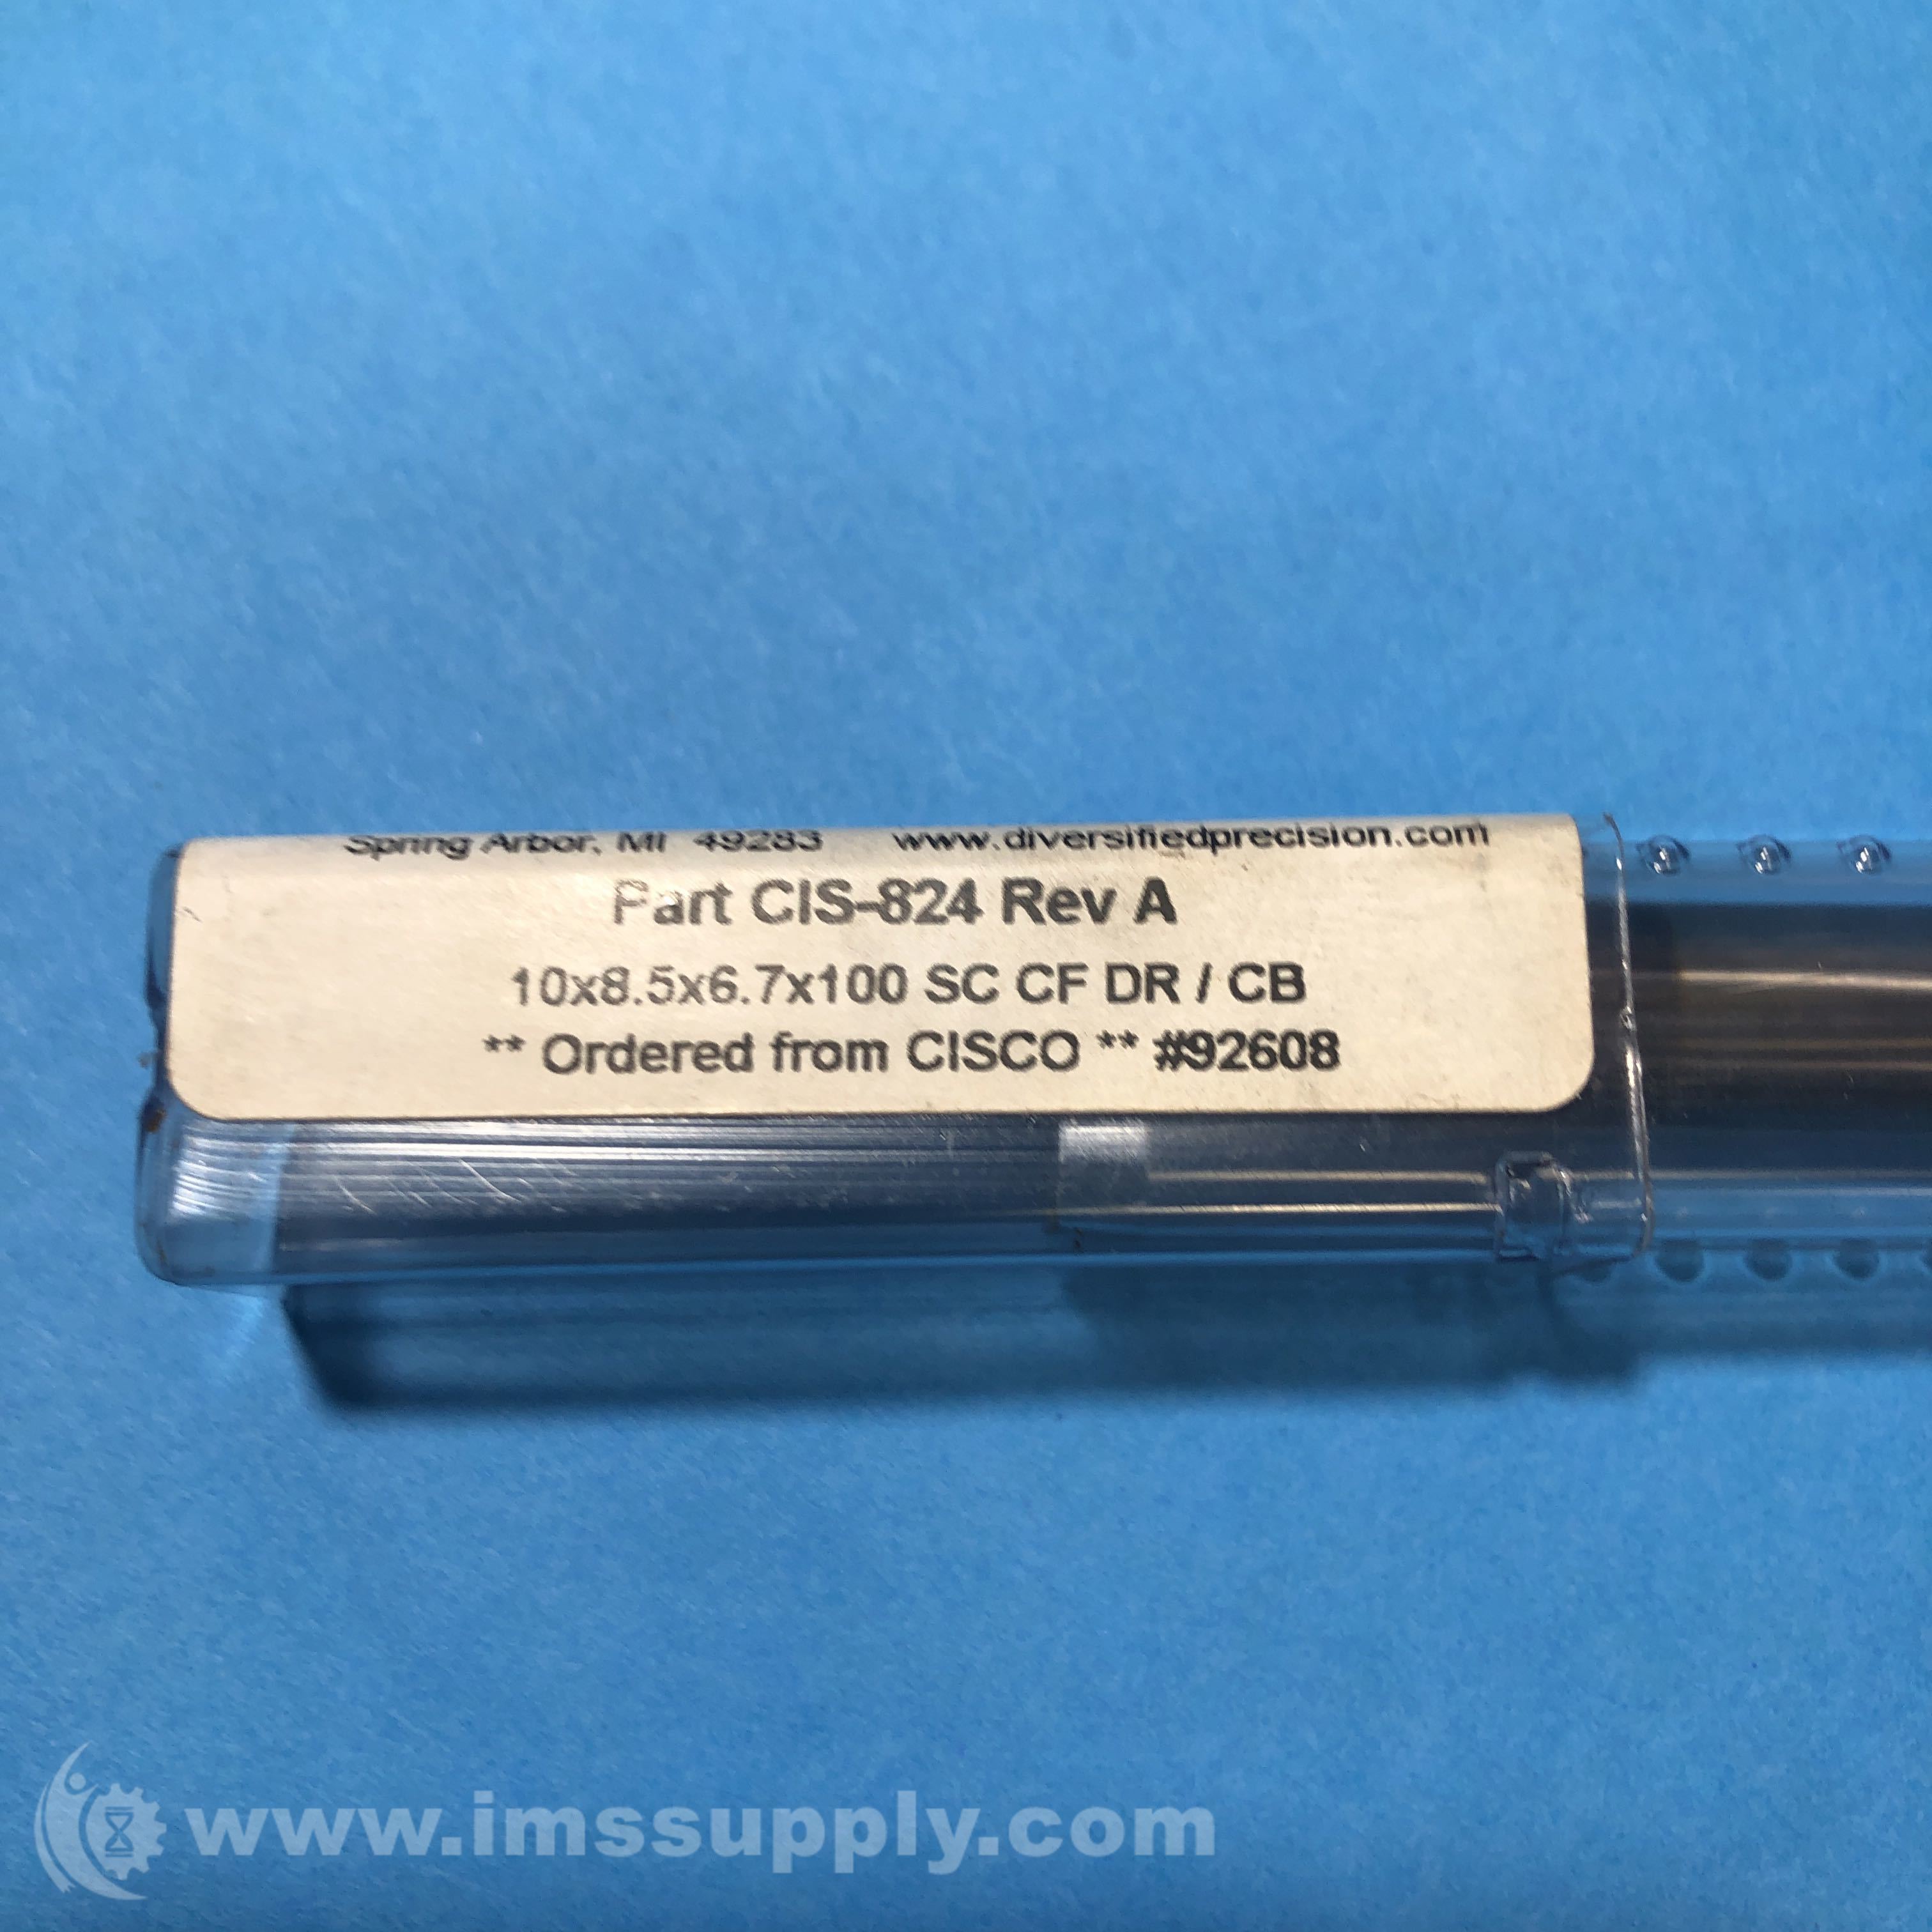 Spring Arbor, MI 49283 www.diversifiedprecision.com
Part CIS-824 Rev A
10x8.5x6.7x100 SC CF DR / CB
** Ordered from CISCO ** #92608
www.imssupply.com